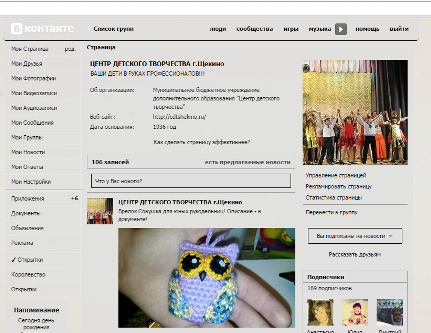 В контакте
Список групп
люди сообщества игры музыка помощь выйти
Моя Страница ред.
Мои Друзья
Мои Фотографии
Мои Видеозаписи
Мои Аудиозаписи
Мои Сообщения
Мои Группы
Мои Новости
Мои Ответы
Мои Настройки
Приложения +6
Документы
Объявления
Реклама
Открытки
Королевство
Открытки
Напоминание
Сегодня день
рождения
Страница
ЦЕНТР ДЕТСКОГО ТВОРЧЕСТВА г.Щекино
ВАШИ ДЕТИ В РУКАХ ПРОФЕССИОНАЛОВ!!!
Об организации: Муниципальное бюджетное учреждение
дополнительного образования "Центр детского
творчества"
Веб-сайт: http://cdtshekino.ru/
Дата основания: 1936 год
Как сделать страницу эффективнее?
106 записей есть предлагаемые новости
Что у Вас нового?
ЦЕНТР ДЕТСКОГО ТВОРЧЕСТВА г.Щекино
Брелок Совушка для юных рукодельниц! Описание - в
документе!
Управление страницей
Рекламировать страницу
Статистика страницы
Перевести в группу
Вы подписаны на новости
Рассказать друзьям
Подписчики
169 подписчиков
Анастасия Юлия Дмитрий